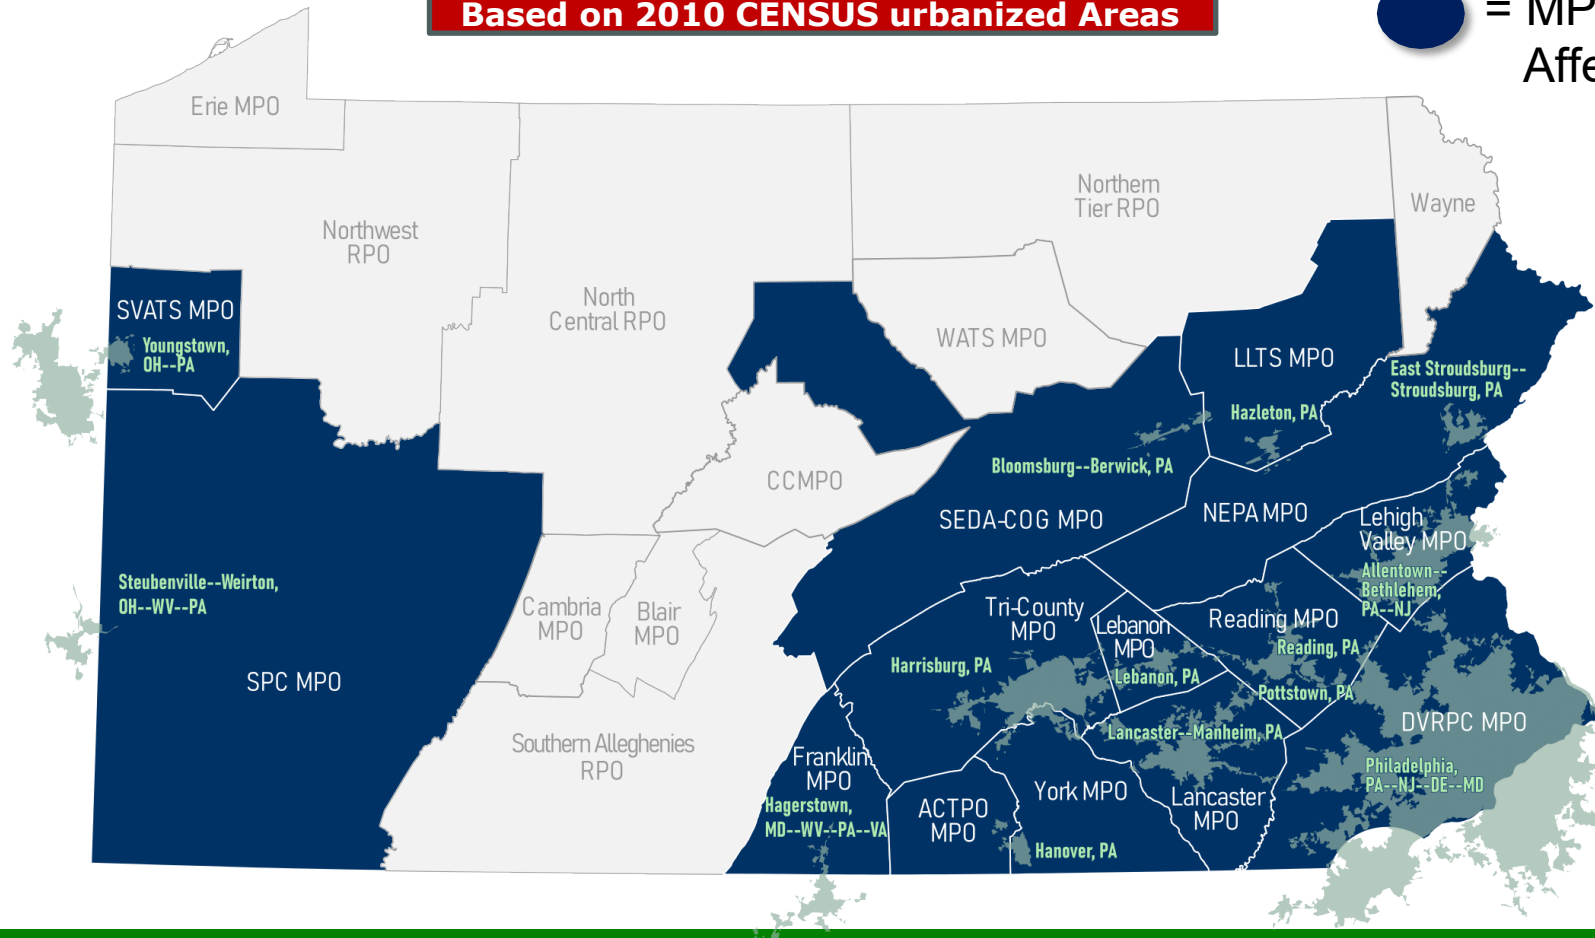 Based on 2010 CENSUS urbanized Areas
= MP
Affe
Erie MPO
Northwest
RPO
North
Central RPO
Northern
Tier RPO
Wayne
WATS MPO
SVATS MPO
Youngstown,
OH--PA
LLTS MPO
Hazleton, PA
East Stroudsburg--
Stroudsburg, PA
Bloomsburg--Berwick, PA
CCMPO
SEDA-COG MPO
NEPA MPO
Lehigh
Valley MPO
Allentown--
Bethlehem,
PA--NJ
Steubenville--Weirton,
OH--WV--PA
SPC MPO
Cambria
MPO
Blair
MPO
Tri-County
MPO
Lebanon
MPO
Reading MPO
Reading, PA
Harrisburg, PA
Lebanon, PA
Pottstown, PA
Southern Alleghenies
RPO
Franklin
MPO
Hagerstown,
MD--WV--PA--VA
Lancaster--Manheim, PA
DVRPC MPO
Philadelphia,
PA--NJ--DE--MD
ACTPO
MPO
York MPO
Lancaster
MPO
Hanover, PA